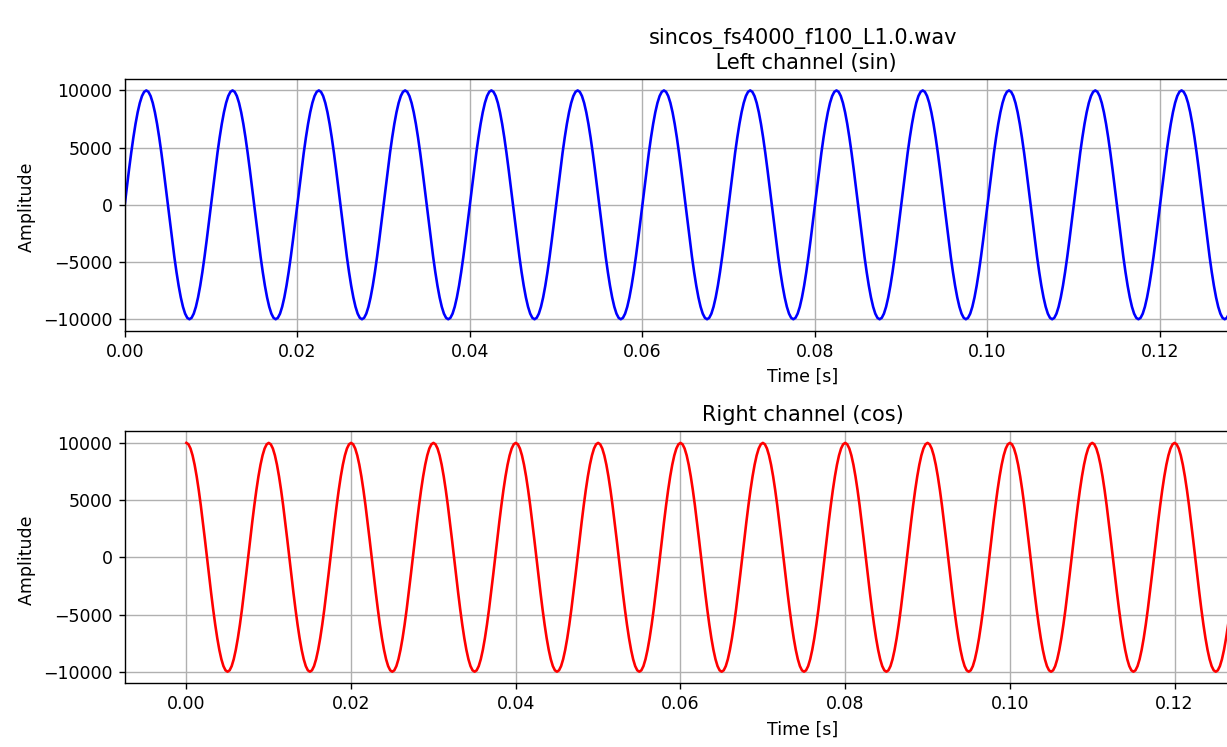 sincos_fs4000_f100_L1.0.wav
Left channel (sin)
10000
5000
0
−5000
−10000
Amplitude
0.00 0.02 0.04 0.06 0.08 0.10 0.12
Time [s]
Right channel (cos)
10000
5000
0
−5000
−10000
Amplitude
0.00 0.02 0.04 0.06 0.08 0.10 0.12
Time [s]